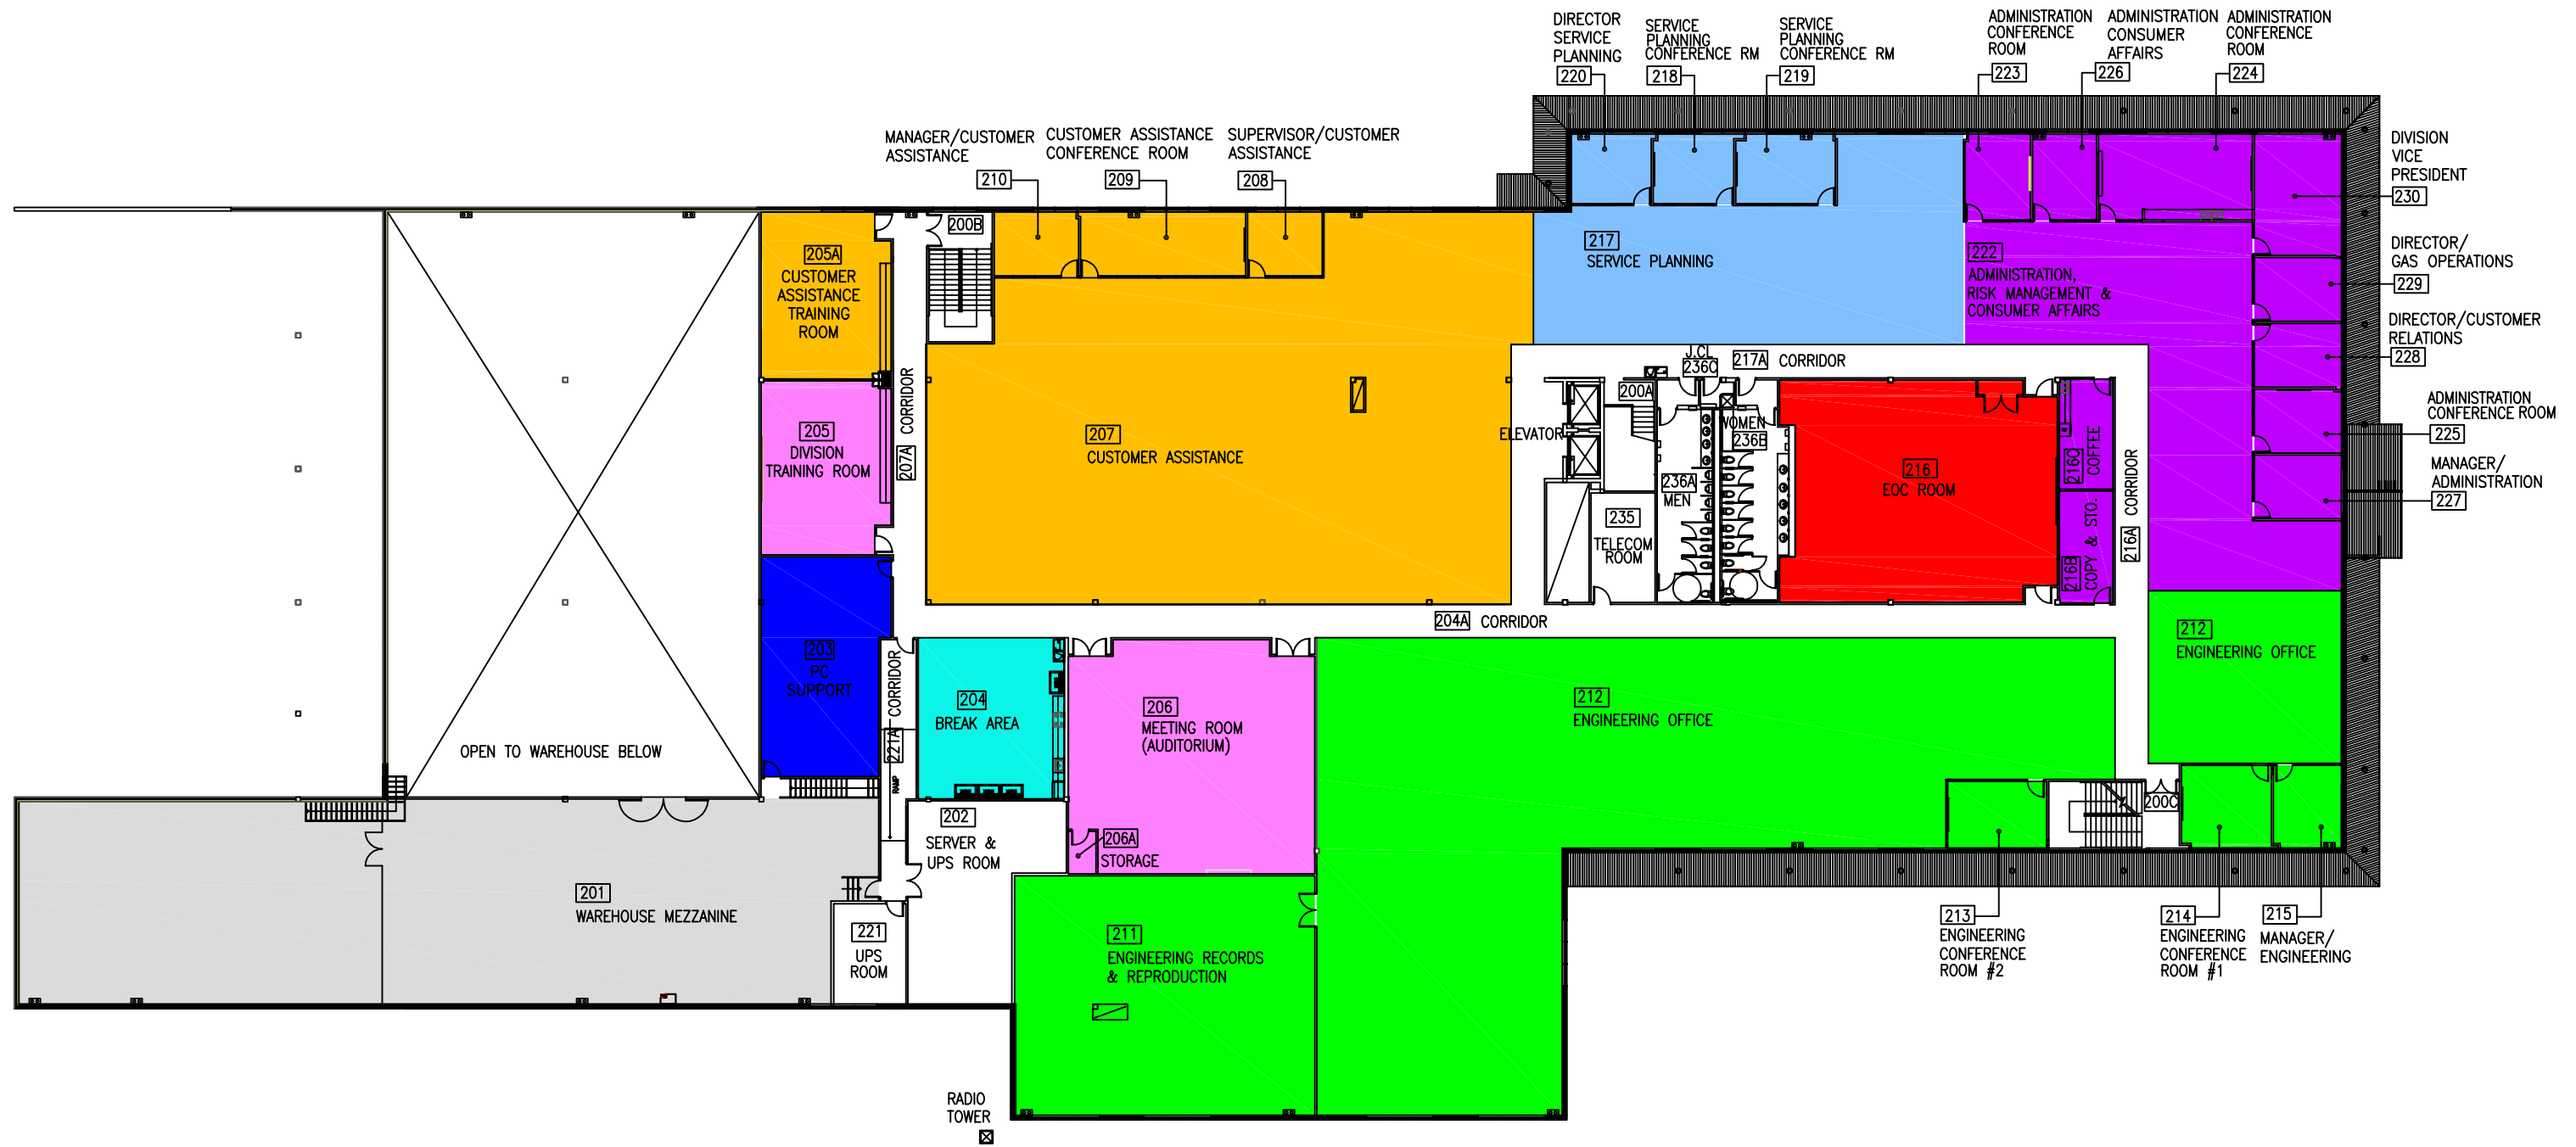 DIRECTOR
SERVICE
PLANNING
220
SERVICE
PLANNING
CONFERENCE RM
218
SERVICE
PLANNING
CONFERENCE RM
219
ADMINISTRATION
CONFERENCE
ROOM
223
ADMINISTRATION
CONSUMER
AFFAIRS
226
ADMINISTRATION
CONFERENCE
ROOM
224
MANAGER/CUSTOMER
ASSISTANCE
210
CUSTOMER ASSISTANCE
CONFERENCE ROOM
209
SUPERVISOR/CUSTOMER
ASSISTANCE
208
DIVISION
VICE
PRESIDENT
230
DIRECTOR/
GAS OPERATIONS
229
DIRECTOR/CUSTOMER
RELATIONS
228
ADMINISTRATION
CONFERENCE ROOM
225
MANAGER/
ADMINISTRATION
227
200B
205A
CUSTOMER
ASSISTANCE
TRAINING
ROOM
217
SERVICE PLANNING
222
ADMINISTRATION,
RISK MANAGEMENT &
CONSUMER AFFAIRS
J.CL
236C
217A CORRIDOR
200A
207A CORRIDOR
205
DIVISION
TRAINING ROOM
207
CUSTOMER ASSISTANCE
ELEVATOR
WOMEN
236B
236A
MEN
235
TELECOM
ROOM
216
EOC ROOM
216C
COFFEE
216B
COPY & STO.
216A CORRIDOR
204A CORRIDOR
203
PC
SUPPORT
CORRIDOR
221A
RAMP
204
BREAK AREA
206
MEETING ROOM
(AUDITORIUM)
212
ENGINEERING OFFICE
212
ENGINEERING OFFICE
OPEN TO WAREHOUSE BELOW
200C
202
SERVER &
UPS ROOM
206A
STORAGE
201
WAREHOUSE MEZZANINE
221
UPS
ROOM
211
ENGINEERING RECORDS
& REPRODUCTION
213
ENGINEERING
CONFERENCE
ROOM #2
214
ENGINEERING
CONFERENCE
ROOM #1
215
MANAGER/
ENGINEERING
RADIO
TOWER